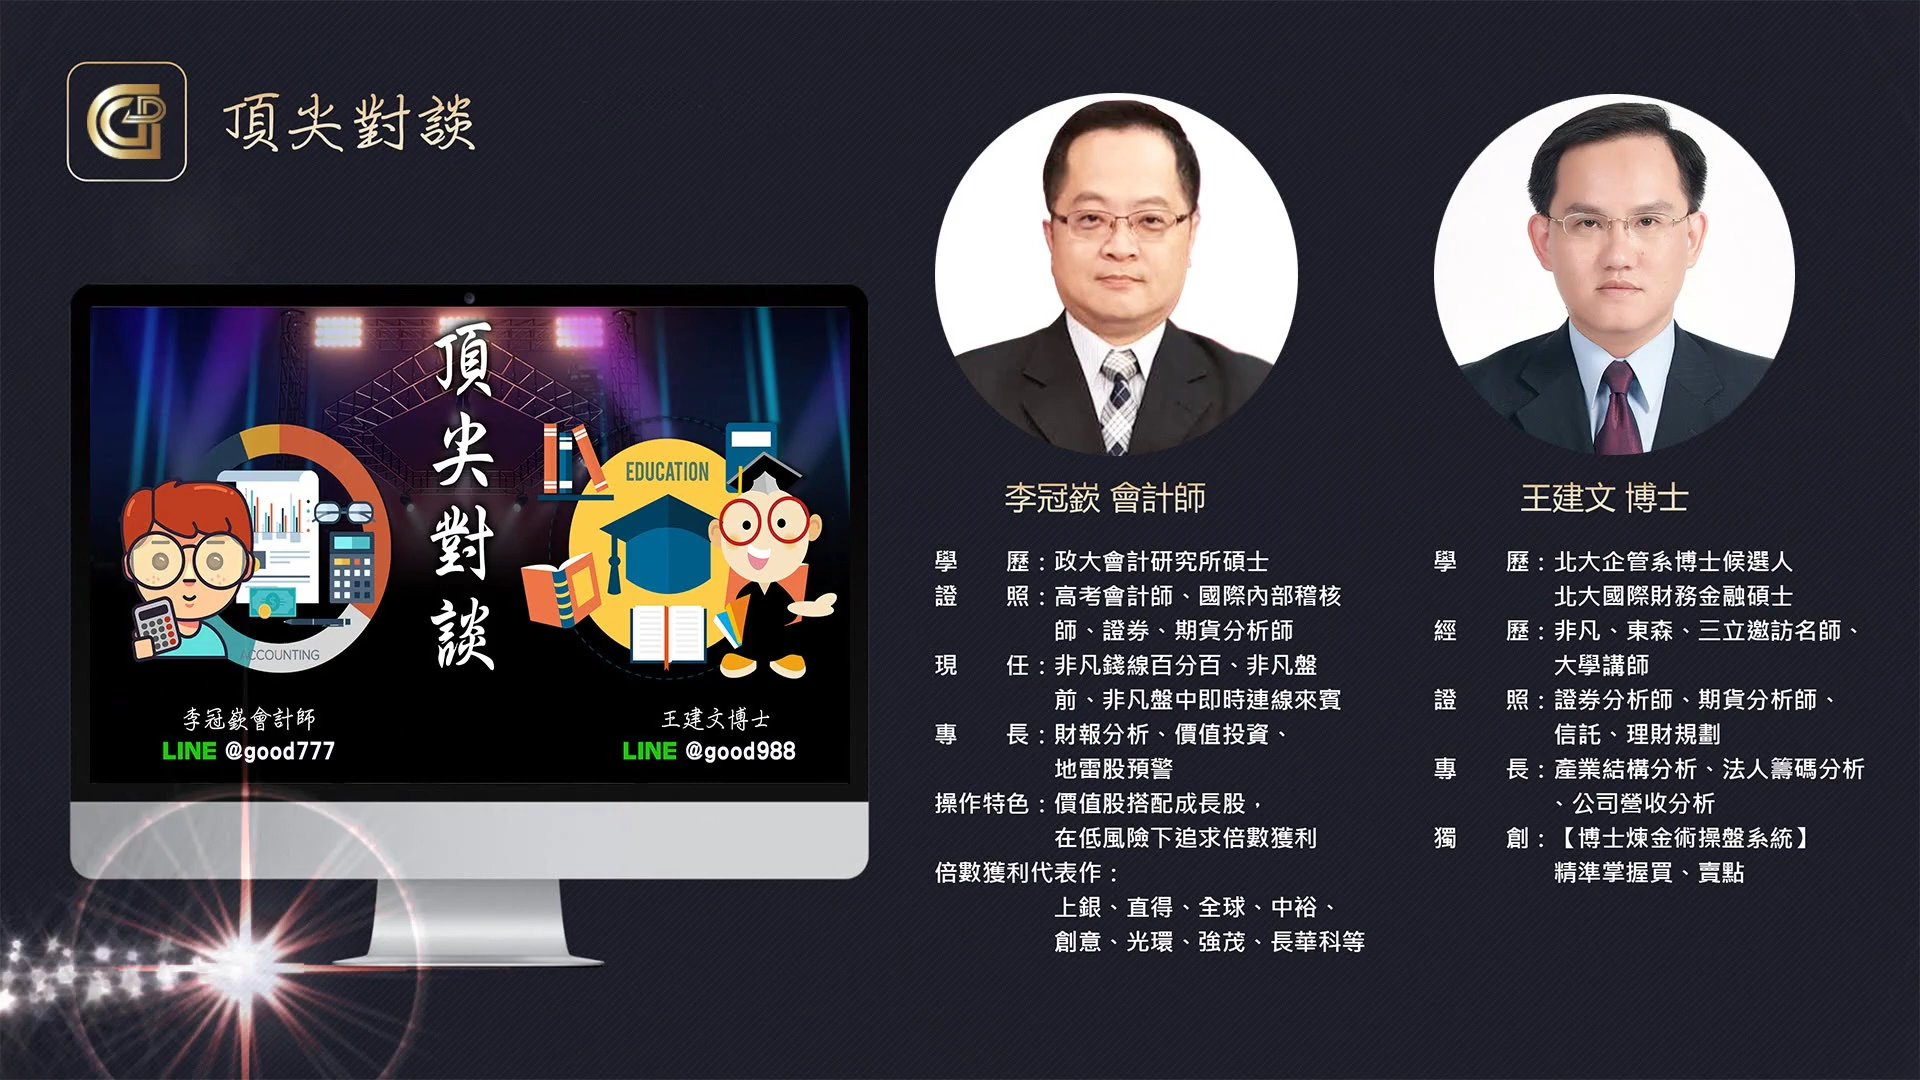 頂尖對談
頂尖對談
EDUCATION
ACCOUNTING
李冠嶔會計師
LINE @good777
王建文博士
LINE @good988
李冠嶔 會計師
學歷：政大會計研究所碩士
證照：高考會計師、國際內部稽核
師、證券、期貨分析師
現任：非凡錢線百分百、非凡盤
前、非凡盤中即時連線來賓
專長：財報分析、價值投資、
地雷股預警
操作特色：價值股搭配成長股，
在低風險下追求倍數獲利
倍數獲利代表作：
上銀、直得、全球、中裕、
創意、光環、強茂、長華科等
王建文 博士
學歷：北大企管系博士候選人
北大國際財務金融碩士
經歷：非凡、東森、三立邀訪名師、
大學講師
證照：證券分析師、期貨分析師、
信託、理財規劃
專長：產業結構分析、法人籌碼分析
、公司營收分析
獨創：【博士煉金術操盤系統】
精準掌握買、賣點